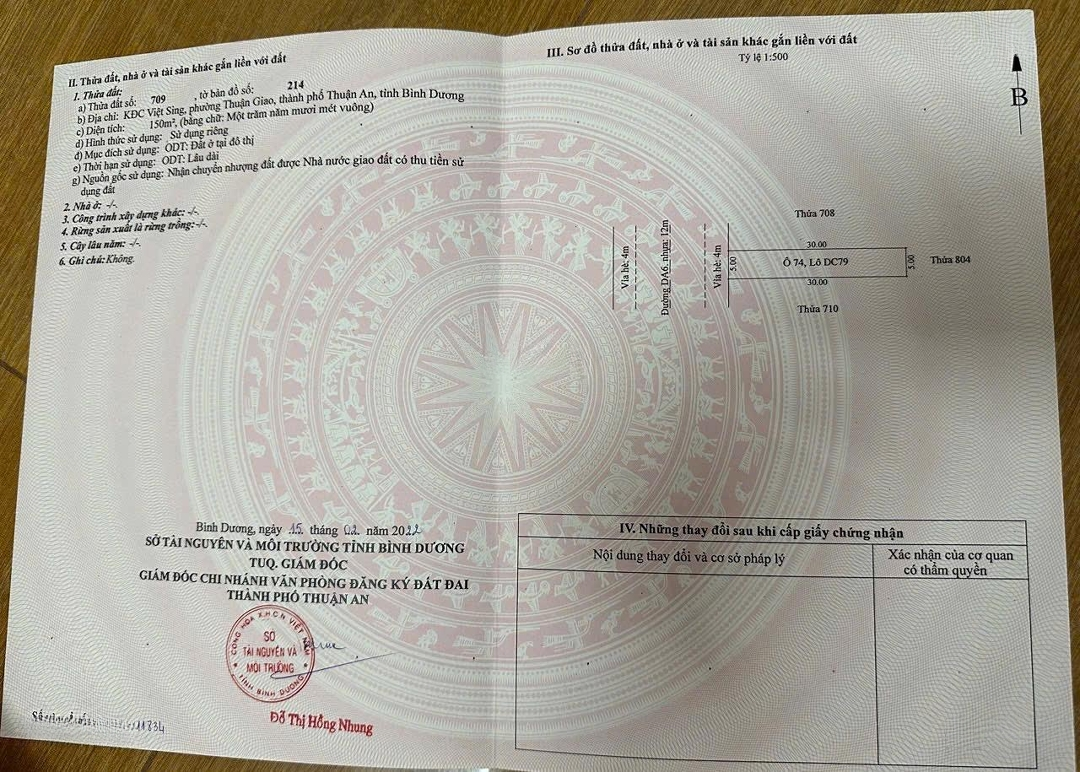 II. Thửa đất, nhà ở và tài sản khác gắn liền với đất
1. Thửa đất:
a) Thửa đất số: 709 , tờ bản đồ số: 214
b) Địa chỉ: KĐC Việt Sing, phường Thuận Giao, thành phố Thuận An, tỉnh Bình Dương
c) Diện tích: 150m², (bằng chữ: Một trăm năm mươi mét vuông)
d) Hình thức sử dụng: Sử dụng riêng
đ) Mục đích sử dụng: ODT: Đất ở tại đô thị
e) Thời hạn sử dụng: ODT: Lâu dài
g) Nguồn gốc sử dụng: Nhận chuyển nhượng đất được Nhà nước giao đất có thu tiền sử
dụng đất
2. Nhà ở: -/-.
3. Công trình xây dựng khác: -/-.
4. Rừng sản xuất là rừng trồng: -/-.
5. Cây lâu năm: -/-.
6. Ghi chú: Không.
Bình Dương, ngày 15 tháng 02 năm 2022
SỞ TÀI NGUYÊN VÀ MÔI TRƯỜNG TỈNH BÌNH DƯƠNG
TUQ. GIÁM ĐỐC
GIÁM ĐỐC CHI NHÁNH VĂN PHÒNG ĐĂNG KÝ ĐẤT ĐAI
THÀNH PHỐ THUẬN AN
CỘNG HÒA X.H.C.N VIỆT NAM
SỞ
TÀI NGUYÊN VÀ
MÔI TRƯỜNG
TỈNH BÌNH DƯƠNG
Đỗ Thị Hồng Nhung
III. Sơ đồ thửa đất, nhà ở và tài sản khác gắn liền với đất
Tỷ lệ 1:500
B
Thửa 708
Vỉa hè: 4m
Đường DA6, nhựa: 12m
Vỉa hè: 4m
30.00
5.00
Ô 74, Lô DC79
5.00
Thửa 804
30.00
Thửa 710
IV. Những thay đổi sau khi cấp giấy chứng nhận
Nội dung thay đổi và cơ sở pháp lý
Xác nhận của cơ quan
có thẩm quyền